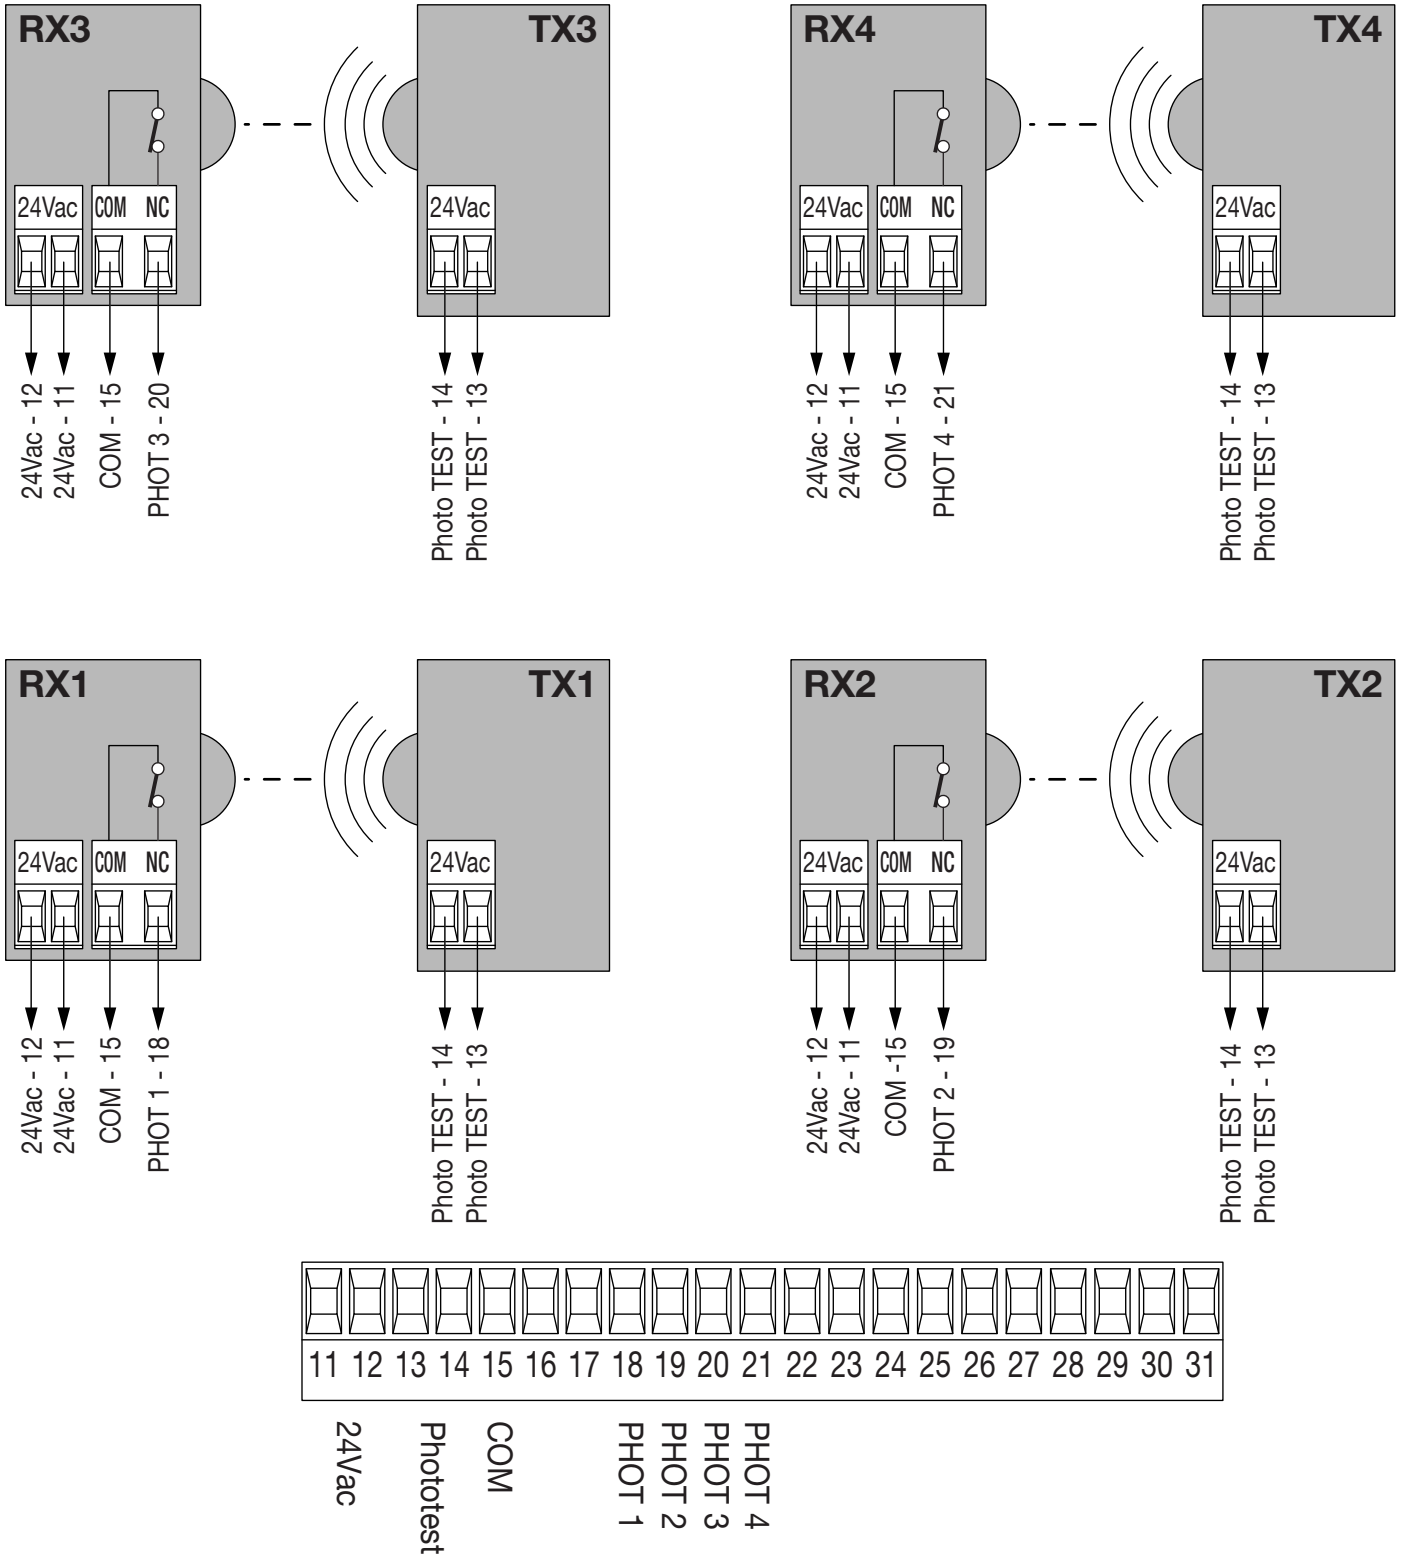 RX3
TX3
24Vac
COM
NC
24Vac
24Vac - 12
24Vac - 11
COM - 15
PHOT 3 - 20
Photo TEST - 14
Photo TEST - 13
RX4
TX4
24Vac
COM
NC
24Vac
24Vac - 12
24Vac - 11
COM - 15
PHOT 4 - 21
Photo TEST - 14
Photo TEST - 13
RX1
TX1
24Vac
COM
NC
24Vac
24Vac - 12
24Vac - 11
COM - 15
PHOT 1 - 18
Photo TEST - 14
Photo TEST - 13
RX2
TX2
24Vac
COM
NC
24Vac
24Vac - 12
24Vac - 11
COM -15
PHOT 2 - 19
Photo TEST - 14
Photo TEST - 13
11 12 13 14 15 16 17 18 19 20 21 22 23 24 25 26 27 28 29 30 31
24Vac
Phototest
COM
PHOT 1
PHOT 2
PHOT 3
PHOT 4